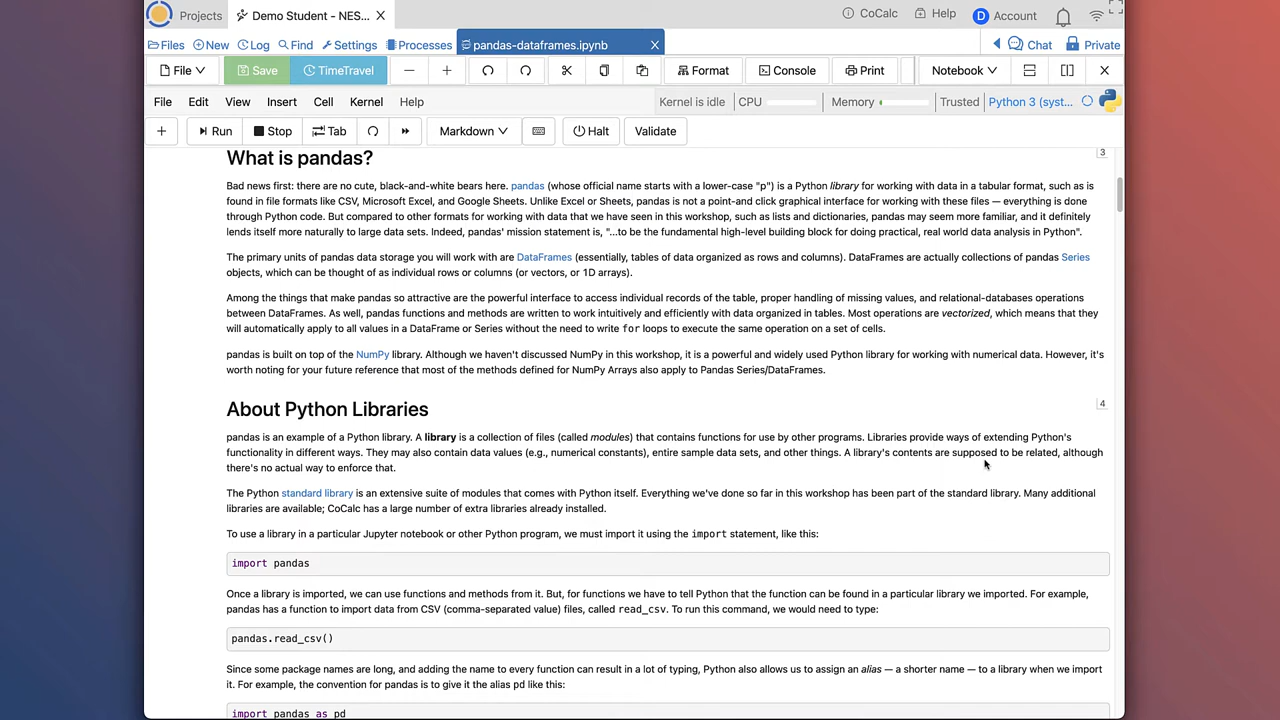 Projects
Demo Student - NES...
CoCalc
Help
D Account
Files New Log Find Settings Processes pandas-dataframes.ipynb Chat Private
File Save TimeTravel Format Console Print Notebook
File Edit View Insert Cell Kernel Help Kernel is idle CPU Memory Trusted Python 3 (syst...
Run Stop Tab Markdown Halt Validate
What is pandas?
3
Bad news first: there are no cute, black-and-white bears here. pandas (whose official name starts with a lower-case "p") is a Python library for working with data in a tabular format, such as is
found in file formats like CSV, Microsoft Excel, and Google Sheets. Unlike Excel or Sheets, pandas is not a point-and click graphical interface for working with these files — everything is done
through Python code. But compared to other formats for working with data that we have seen in this workshop, such as lists and dictionaries, pandas may seem more familiar, and it definitely
lends itself more naturally to large data sets. Indeed, pandas' mission statement is, "...to be the fundamental high-level building block for doing practical, real world data analysis in Python".
The primary units of pandas data storage you will work with are DataFrames (essentially, tables of data organized as rows and columns). DataFrames are actually collections of pandas Series
objects, which can be thought of as individual rows or columns (or vectors, or 1D arrays).
Among the things that make pandas so attractive are the powerful interface to access individual records of the table, proper handling of missing values, and relational-databases operations
between DataFrames. As well, pandas functions and methods are written to work intuitively and efficiently with data organized in tables. Most operations are vectorized, which means that they
will automatically apply to all values in a DataFrame or Series without the need to write for loops to execute the same operation on a set of cells.
pandas is built on top of the NumPy library. Although we haven't discussed NumPy in this workshop, it is a powerful and widely used Python library for working with numerical data. However, it's
worth noting for your future reference that most of the methods defined for NumPy Arrays also apply to Pandas Series/DataFrames.
About Python Libraries
4
pandas is an example of a Python library. A library is a collection of files (called modules) that contains functions for use by other programs. Libraries provide ways of extending Python's
functionality in different ways. They may also contain data values (e.g., numerical constants), entire sample data sets, and other things. A library's contents are supposed to be related, although
there's no actual way to enforce that.
The Python standard library is an extensive suite of modules that comes with Python itself. Everything we've done so far in this workshop has been part of the standard library. Many additional
libraries are available; CoCalc has a large number of extra libraries already installed.
To use a library in a particular Jupyter notebook or other Python program, we must import it using the import statement, like this:
import pandas
Once a library is imported, we can use functions and methods from it. But, for functions we have to tell Python that the function can be found in a particular library we imported. For example,
pandas has a function to import data from CSV (comma-separated value) files, called read_csv. To run this command, we would need to type:
pandas.read_csv()
Since some package names are long, and adding the name to every function can result in a lot of typing, Python also allows us to assign an alias — a shorter name — to a library when we import
it. For example, the convention for pandas is to give it the alias pd like this:
import pandas as pd